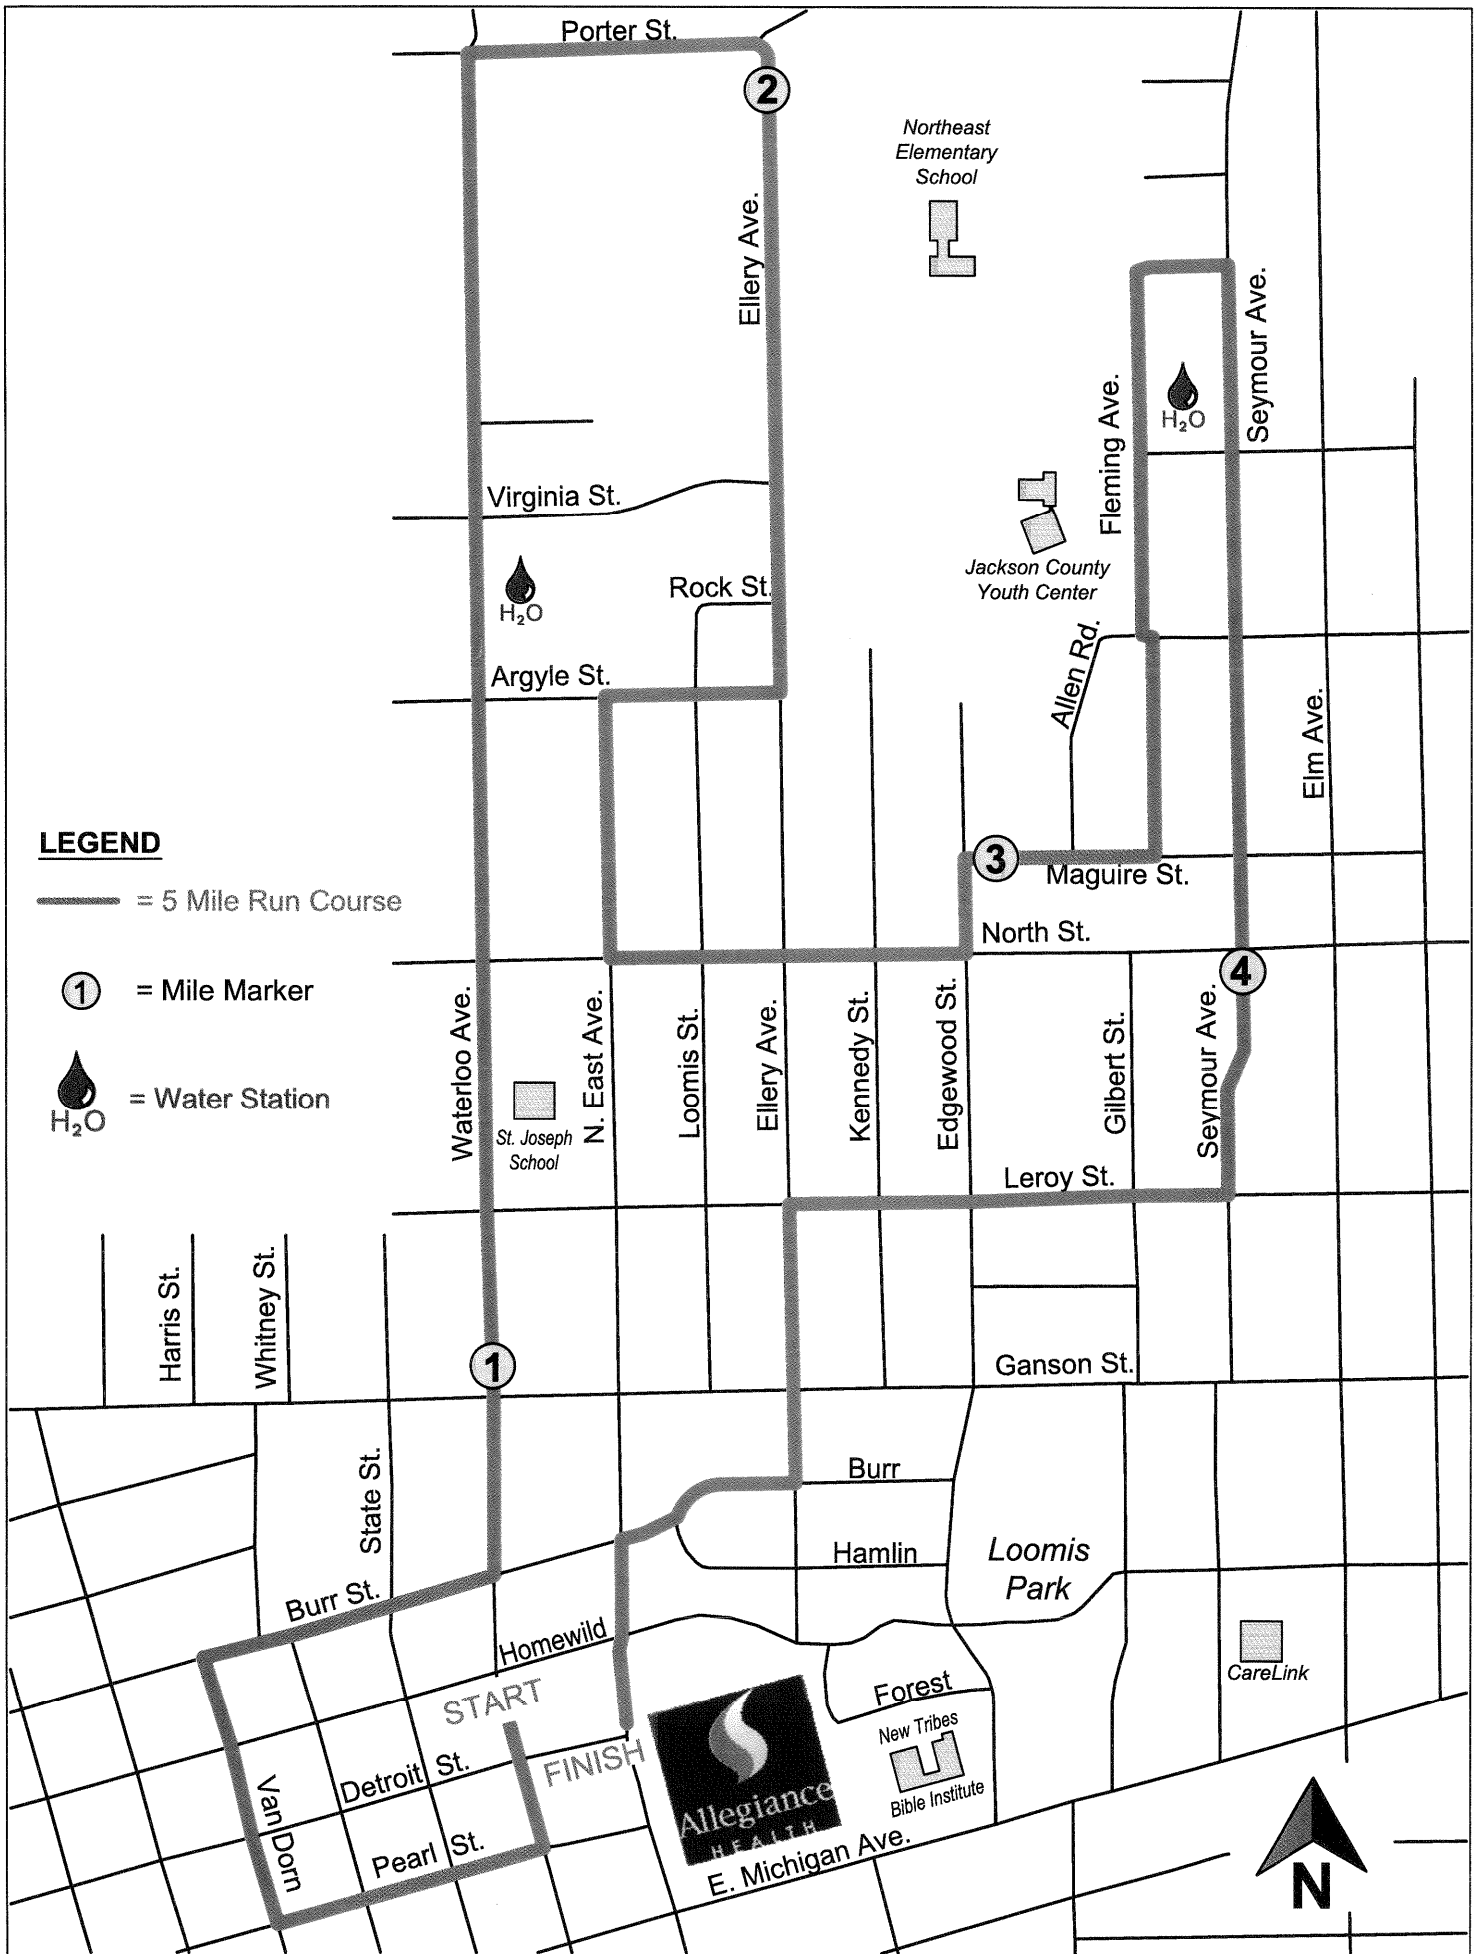 Porter St.
2
Northeast
Elementary
School
Ellery Ave.
Seymour Ave.
H₂O
Fleming Ave.
Virginia St.
Jackson County
Youth Center
Rock St.
H₂O
Allen Rd.
Argyle St.
Elm Ave.
LEGEND
= 5 Mile Run Course
1 = Mile Marker
H₂O = Water Station
3
Maguire St.
North St.
4
Waterloo Ave.
N. East Ave.
Loomis St.
Ellery Ave.
Kennedy St.
Edgewood St.
Gilbert St.
Seymour Ave.
St. Joseph
School
Leroy St.
Harris St.
Whitney St.
1
Ganson St.
State St.
Burr
Hamlin
Loomis
Park
Burr St.
Homewild
START
CareLink
Forest
New Tribes
Bible Institute
FINISH
Detroit St.
Van Dorn
Allegiance
HEALTH
Pearl St.
E. Michigan Ave.
N